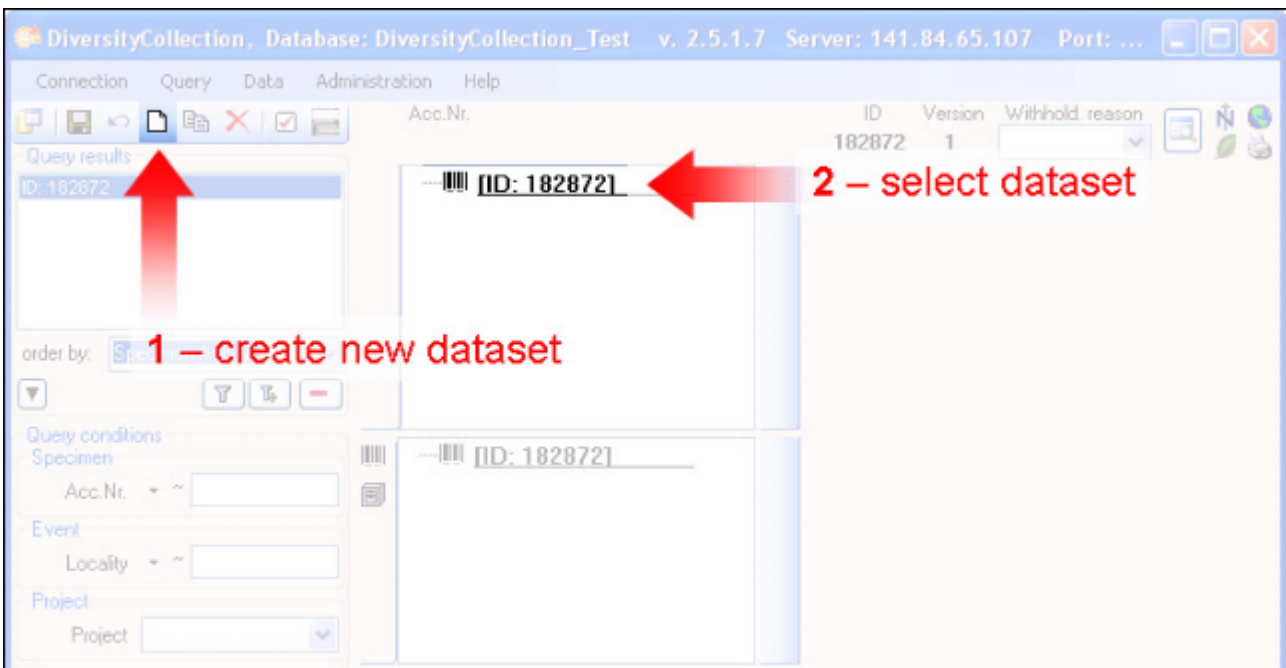 DiversityCollection, Database: DiversityCollection_Test v. 2.5.1.7 Server: 141.84.65.107 Port: ...
Connection Query Data Administration Help
Acc.Nr. ID Version Withhold. reason
182872 1
Query results
ID: 182872
[ID: 182872]
2 – select dataset
1 – create new dataset
order by:
Query conditions
Specimen
[ID: 182872]
Acc.Nr. ~
Event
Locality ~
Project
Project